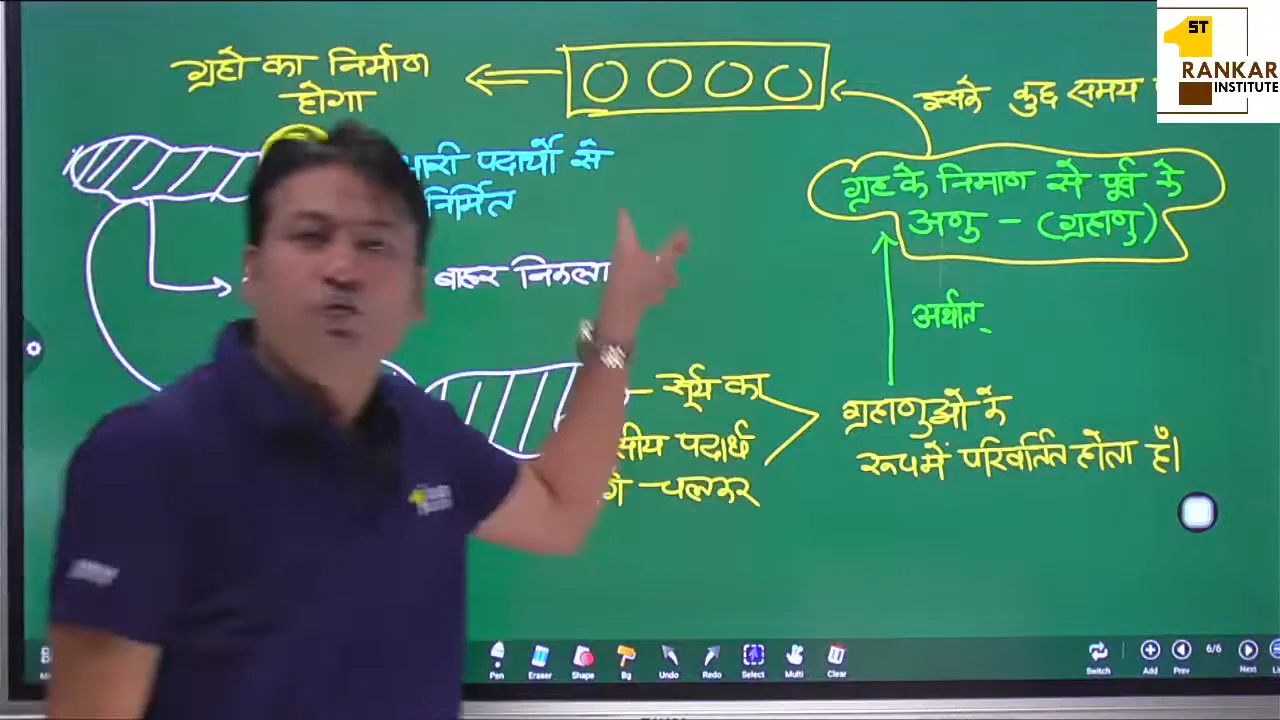 ग्रहो का निर्माण
होगा
इसके कुछ समय
1ST
RANKAR
INSTITUTE
भारी पदार्थो से
निर्मित
ग्रह के निमाण से पूर्व के
अणु - (ग्रहाणु)
बाहर निकला
अर्थात
सूर्य का
पदार्थ
चलकर
ग्रहाणुओ के
रूप में परिवर्तित होता है।
Pen
Eraser
Shape
Bg
Undo
Redo
Select
Multi
Clear
Switch
Add
Prev
6/6
Next